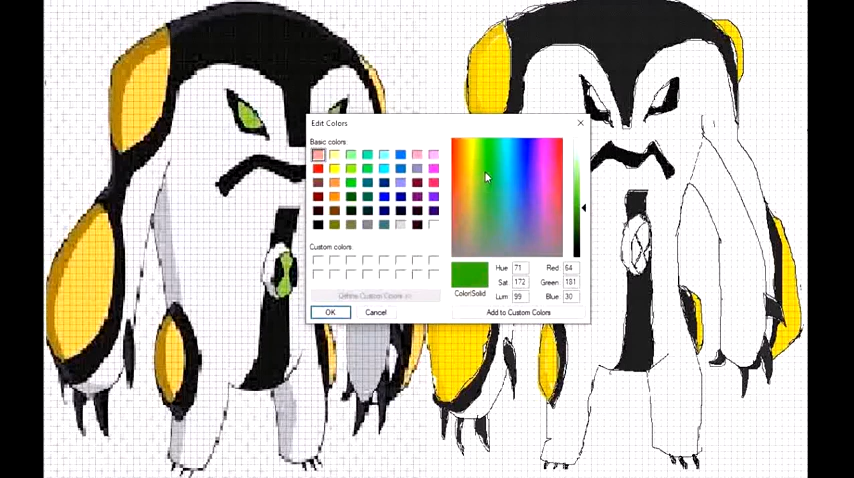 Edit Colors
Basic colors:
Custom colors:
Define Custom Colors >>
OK
Cancel
Color|Solid
Hue 71
Sat 172
Lum 99
Red 64
Green 181
Blue 30
Add to Custom Colors